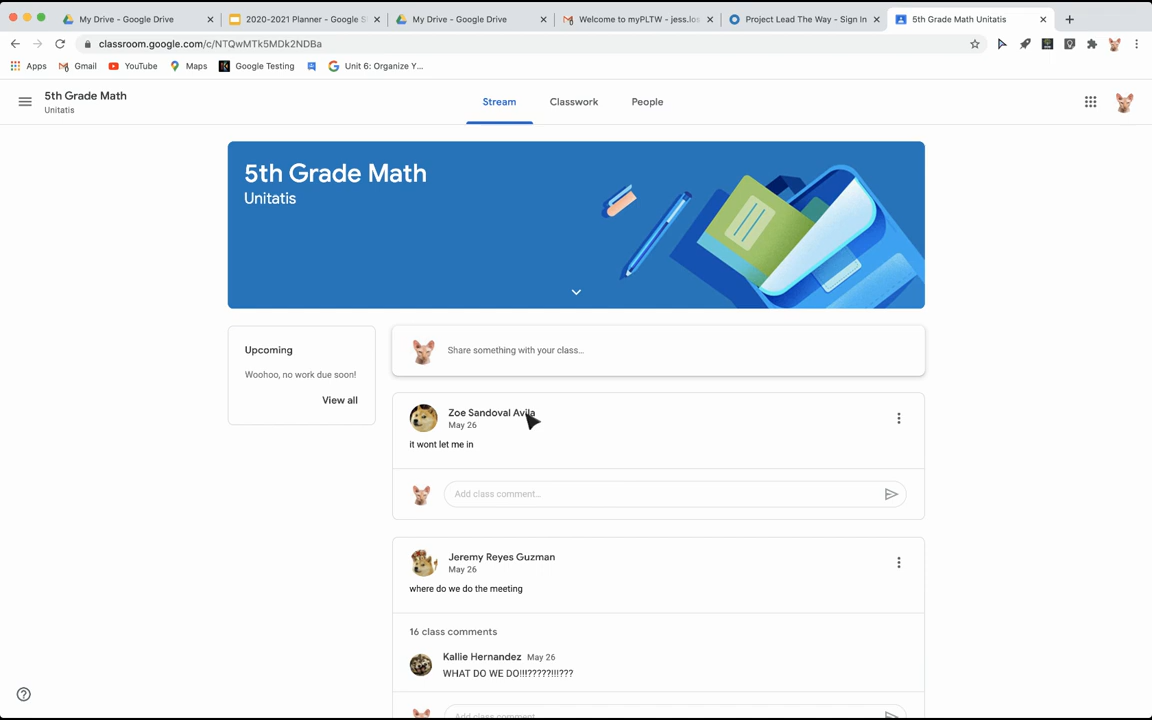 My Drive - Google Drive
2020-2021 Planner - Google S
My Drive - Google Drive
Welcome to myPLTW - jess.los
Project Lead The Way - Sign In
5th Grade Math Unitatis
classroom.google.com/c/NTQwMTk5MDk2NDBa
Apps
Gmail
YouTube
Maps
Google Testing
Unit 6: Organize Y...
5th Grade Math
Unitatis
Stream
Classwork
People
5th Grade Math
Unitatis
Upcoming
Woohoo, no work due soon!
View all
Share something with your class...
Zoe Sandoval Avila
May 26
it wont let me in
Add class comment...
Jeremy Reyes Guzman
May 26
where do we do the meeting
16 class comments
Kallie Hernandez May 26
WHAT DO WE DO!!!?????!!!???
Add class comment